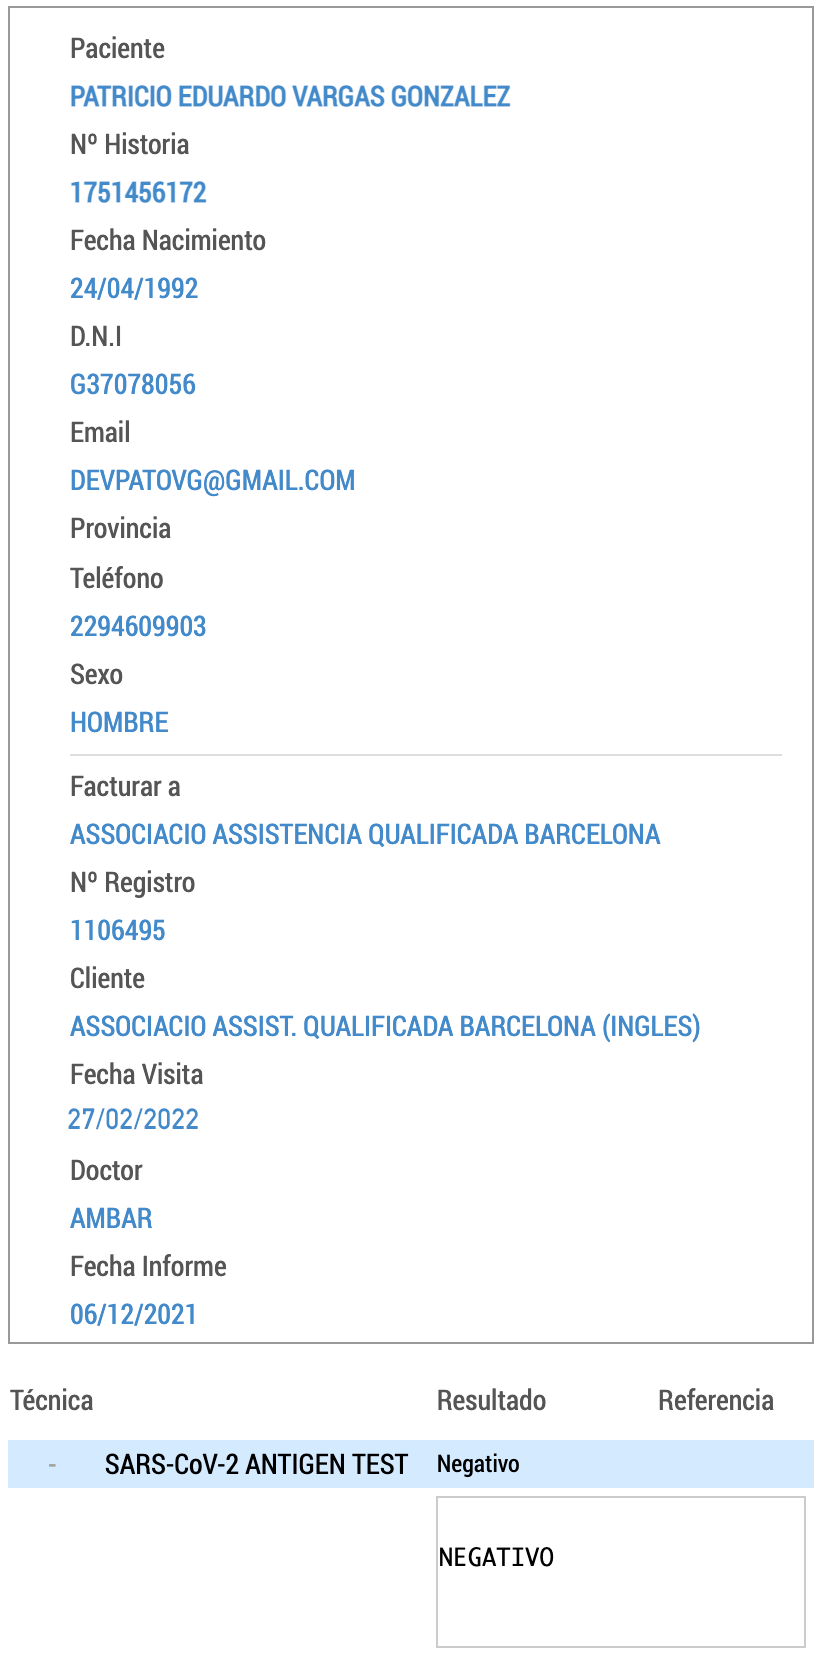 Paciente
PATRICIO EDUARDO VARGAS GONZALEZ
Nº Historia
1751456172
Fecha Nacimiento
24/04/1992
D.N.I
G37078056
Email
DEVPATOVG@GMAIL.COM
Provincia
Teléfono
2294609903
Sexo
HOMBRE
Facturar a
ASSOCIACIO ASSISTENCIA QUALIFICADA BARCELONA
Nº Registro
1106495
Cliente
ASSOCIACIO ASSIST. QUALIFICADA BARCELONA (INGLES)
Fecha Visita
27/02/2022
Doctor
AMBAR
Fecha Informe
06/12/2021
Técnica Resultado Referencia
- SARS-CoV-2 ANTIGEN TEST Negativo
NEGATIVO